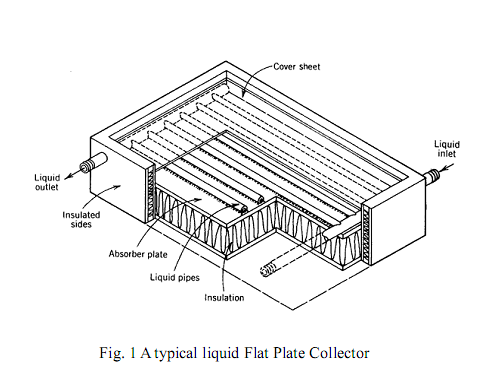 Cover sheet
Liquid
inlet
Liquid
outlet
Insulated
sides
Absorber plate
Liquid pipes
Insulation
Fig. 1 A typical liquid Flat Plate Collector